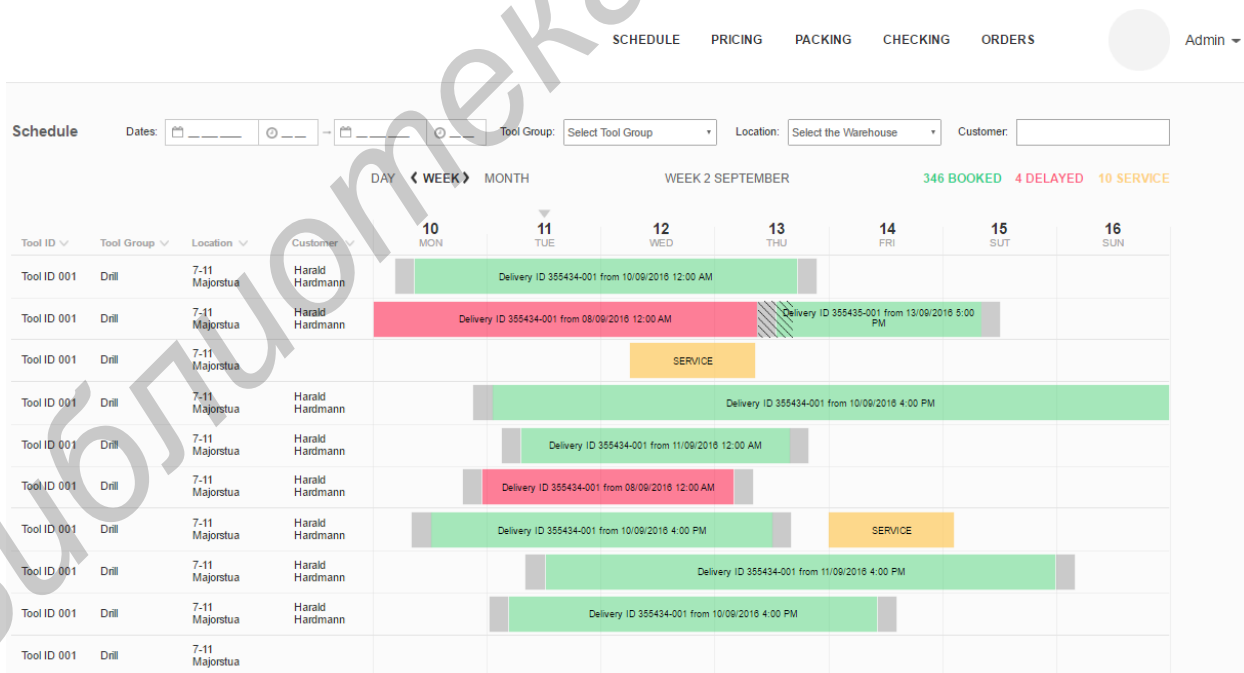 SCHEDULE PRICING PACKING CHECKING ORDERS Admin
Schedule Dates: Tool Group: Select Tool Group Location: Select the Warehouse Customer:
DAY WEEK MONTH WEEK 2 SEPTEMBER 346 BOOKED 4 DELAYED 10 SERVICE
10 11 12 13 14 15 16
Tool ID Tool Group Location Customer MON TUE WED THU FRI SUT SUN
Tool ID 001 Drill 7-11 Majorstua Harald Hardmann Delivery ID 355434-001 from 10/09/2016 12:00 AM
Tool ID 001 Drill 7-11 Majorstua Harald Hardmann Delivery ID 355434-001 from 08/09/2016 12:00 AM Delivery ID 355435-001 from 13/09/2016 5:00 PM
Tool ID 001 Drill 7-11 Majorstua SERVICE
Tool ID 001 Drill 7-11 Majorstua Harald Hardmann Delivery ID 355434-001 from 10/09/2016 4:00 PM
Tool ID 001 Drill 7-11 Majorstua Harald Hardmann Delivery ID 355434-001 from 11/09/2016 12:00 AM
Tool ID 001 Drill 7-11 Majorstua Harald Hardmann Delivery ID 355434-001 from 08/09/2016 12:00 AM
Tool ID 001 Drill 7-11 Majorstua Harald Hardmann Delivery ID 355434-001 from 10/09/2016 4:00 PM SERVICE
Tool ID 001 Drill 7-11 Majorstua Harald Hardmann Delivery ID 355434-001 from 11/09/2016 4:00 PM
Tool ID 001 Drill 7-11 Majorstua Harald Hardmann Delivery ID 355434-001 from 10/09/2016 4:00 PM
Tool ID 001 Drill 7-11 Majorstua
библиотека